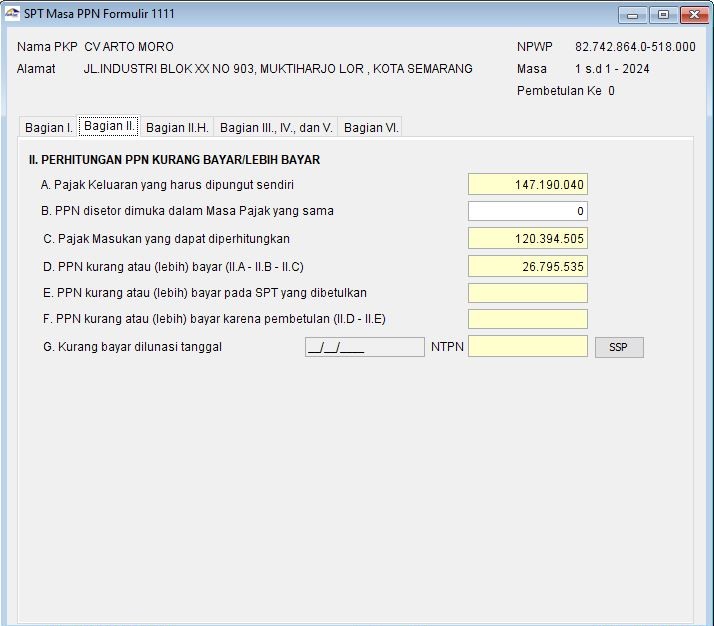 SPT Masa PPN Formulir 1111
Nama PKP CV ARTO MORO NPWP 82.742.864.0-518.000
Alamat JL.INDUSTRI BLOK XX NO 903, MUKTIHARJO LOR , KOTA SEMARANG Masa 1 s.d 1 - 2024
Pembetulan Ke 0
Bagian I. Bagian II. Bagian II.H. Bagian III., IV., dan V. Bagian VI.
II. PERHITUNGAN PPN KURANG BAYAR/LEBIH BAYAR
A. Pajak Keluaran yang harus dipungut sendiri 147.190.040
B. PPN disetor dimuka dalam Masa Pajak yang sama 0
C. Pajak Masukan yang dapat diperhitungkan 120.394.505
D. PPN kurang atau (lebih) bayar (II.A - II.B - II.C) 26.795.535
E. PPN kurang atau (lebih) bayar pada SPT yang dibetulkan
F. PPN kurang atau (lebih) bayar karena pembetulan (II.D - II.E)
G. Kurang bayar dilunasi tanggal __/__/____ NTPN SSP